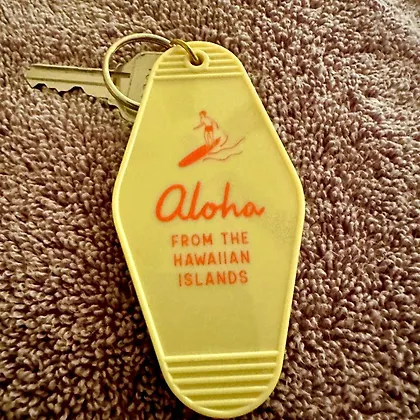 Aloha
FROM THE
HAWAIIAN
ISLANDS